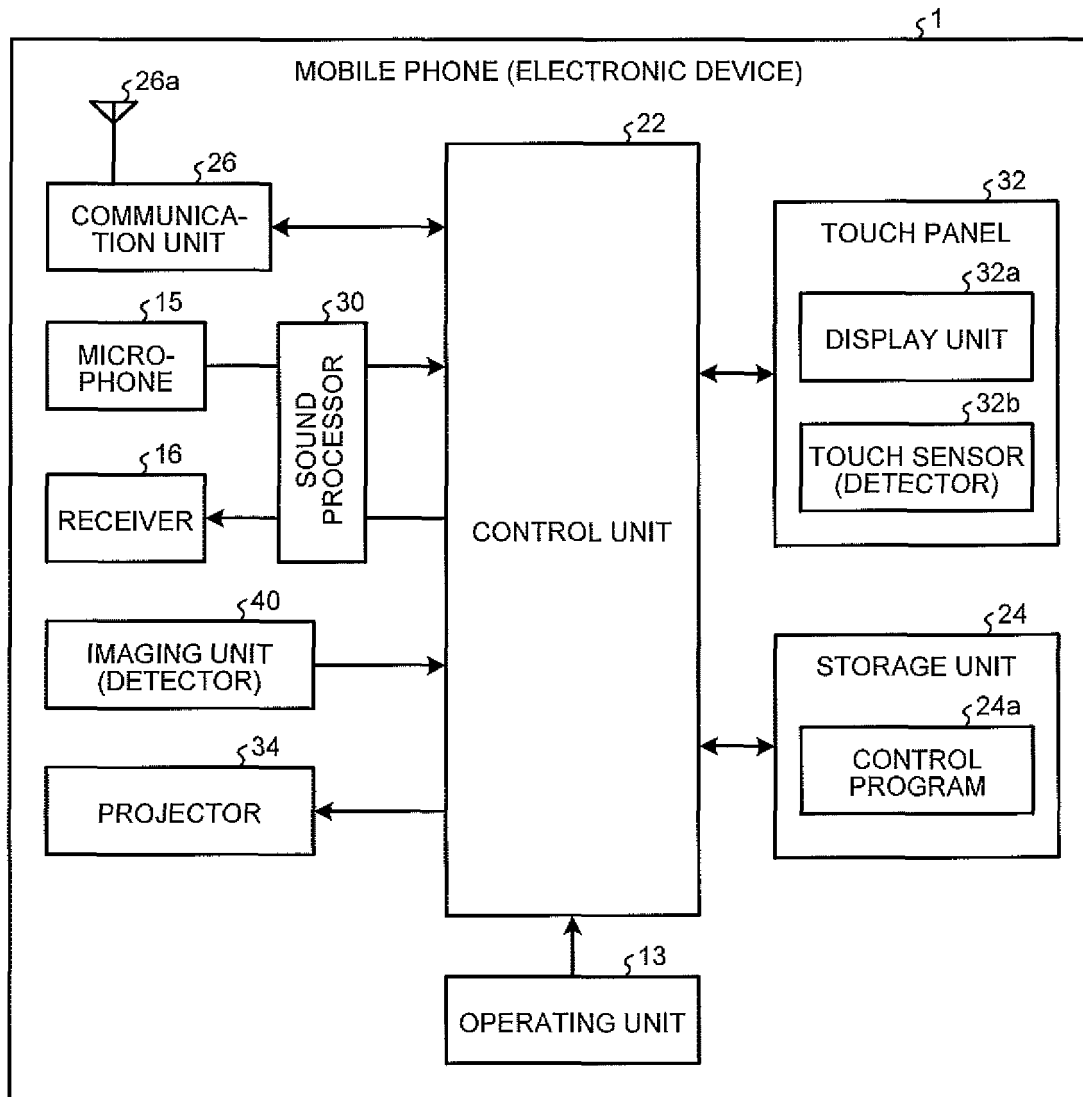 1
MOBILE PHONE (ELECTRONIC DEVICE)
26a
26
COMMUNICA-
TION UNIT
15
MICRO-
PHONE
30
SOUND
PROCESSOR
16
RECEIVER
40
IMAGING UNIT
(DETECTOR)
34
PROJECTOR
22
CONTROL UNIT
13
OPERATING UNIT
32
TOUCH PANEL
32a
DISPLAY UNIT
32b
TOUCH SENSOR
(DETECTOR)
24
STORAGE UNIT
24a
CONTROL
PROGRAM